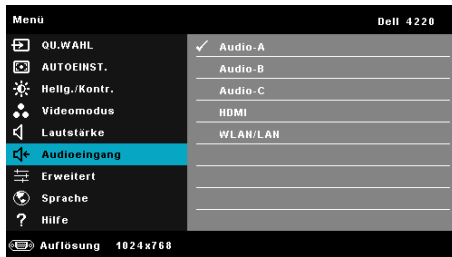 Menü Dell 4220
QU.WAHL
AUTOEINST.
Hellg./Kontr.
Videomodus
Lautstärke
Audioeingang
Erweitert
Sprache
Hilfe
Audio-A
Audio-B
Audio-C
HDMI
WLAN/LAN
Auflösung 1024x768